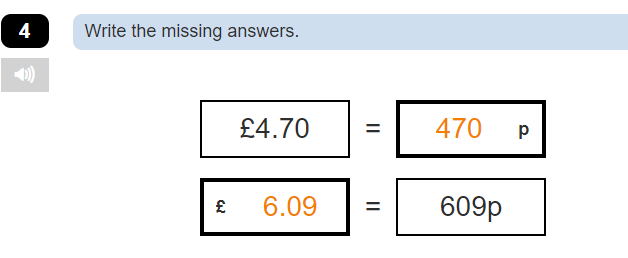 4 Write the missing answers.
£4.70 = 470 p
£ 6.09 = 609p